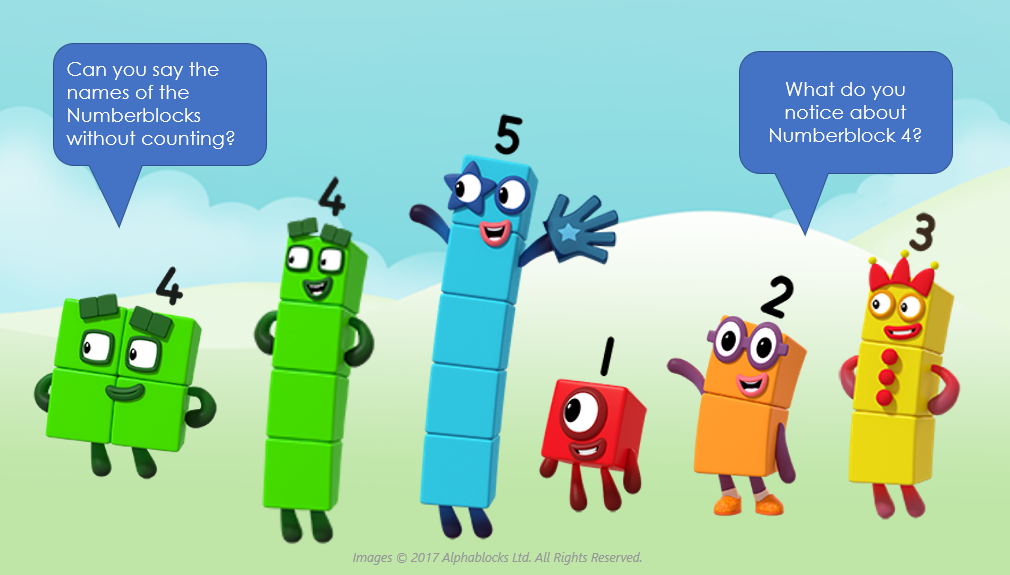 Can you say the
names of the
Numberblocks
without counting?
What do you
notice about
Numberblock 4?
4
4
5
1
2
3
Images © 2017 Alphablocks Ltd. All Rights Reserved.